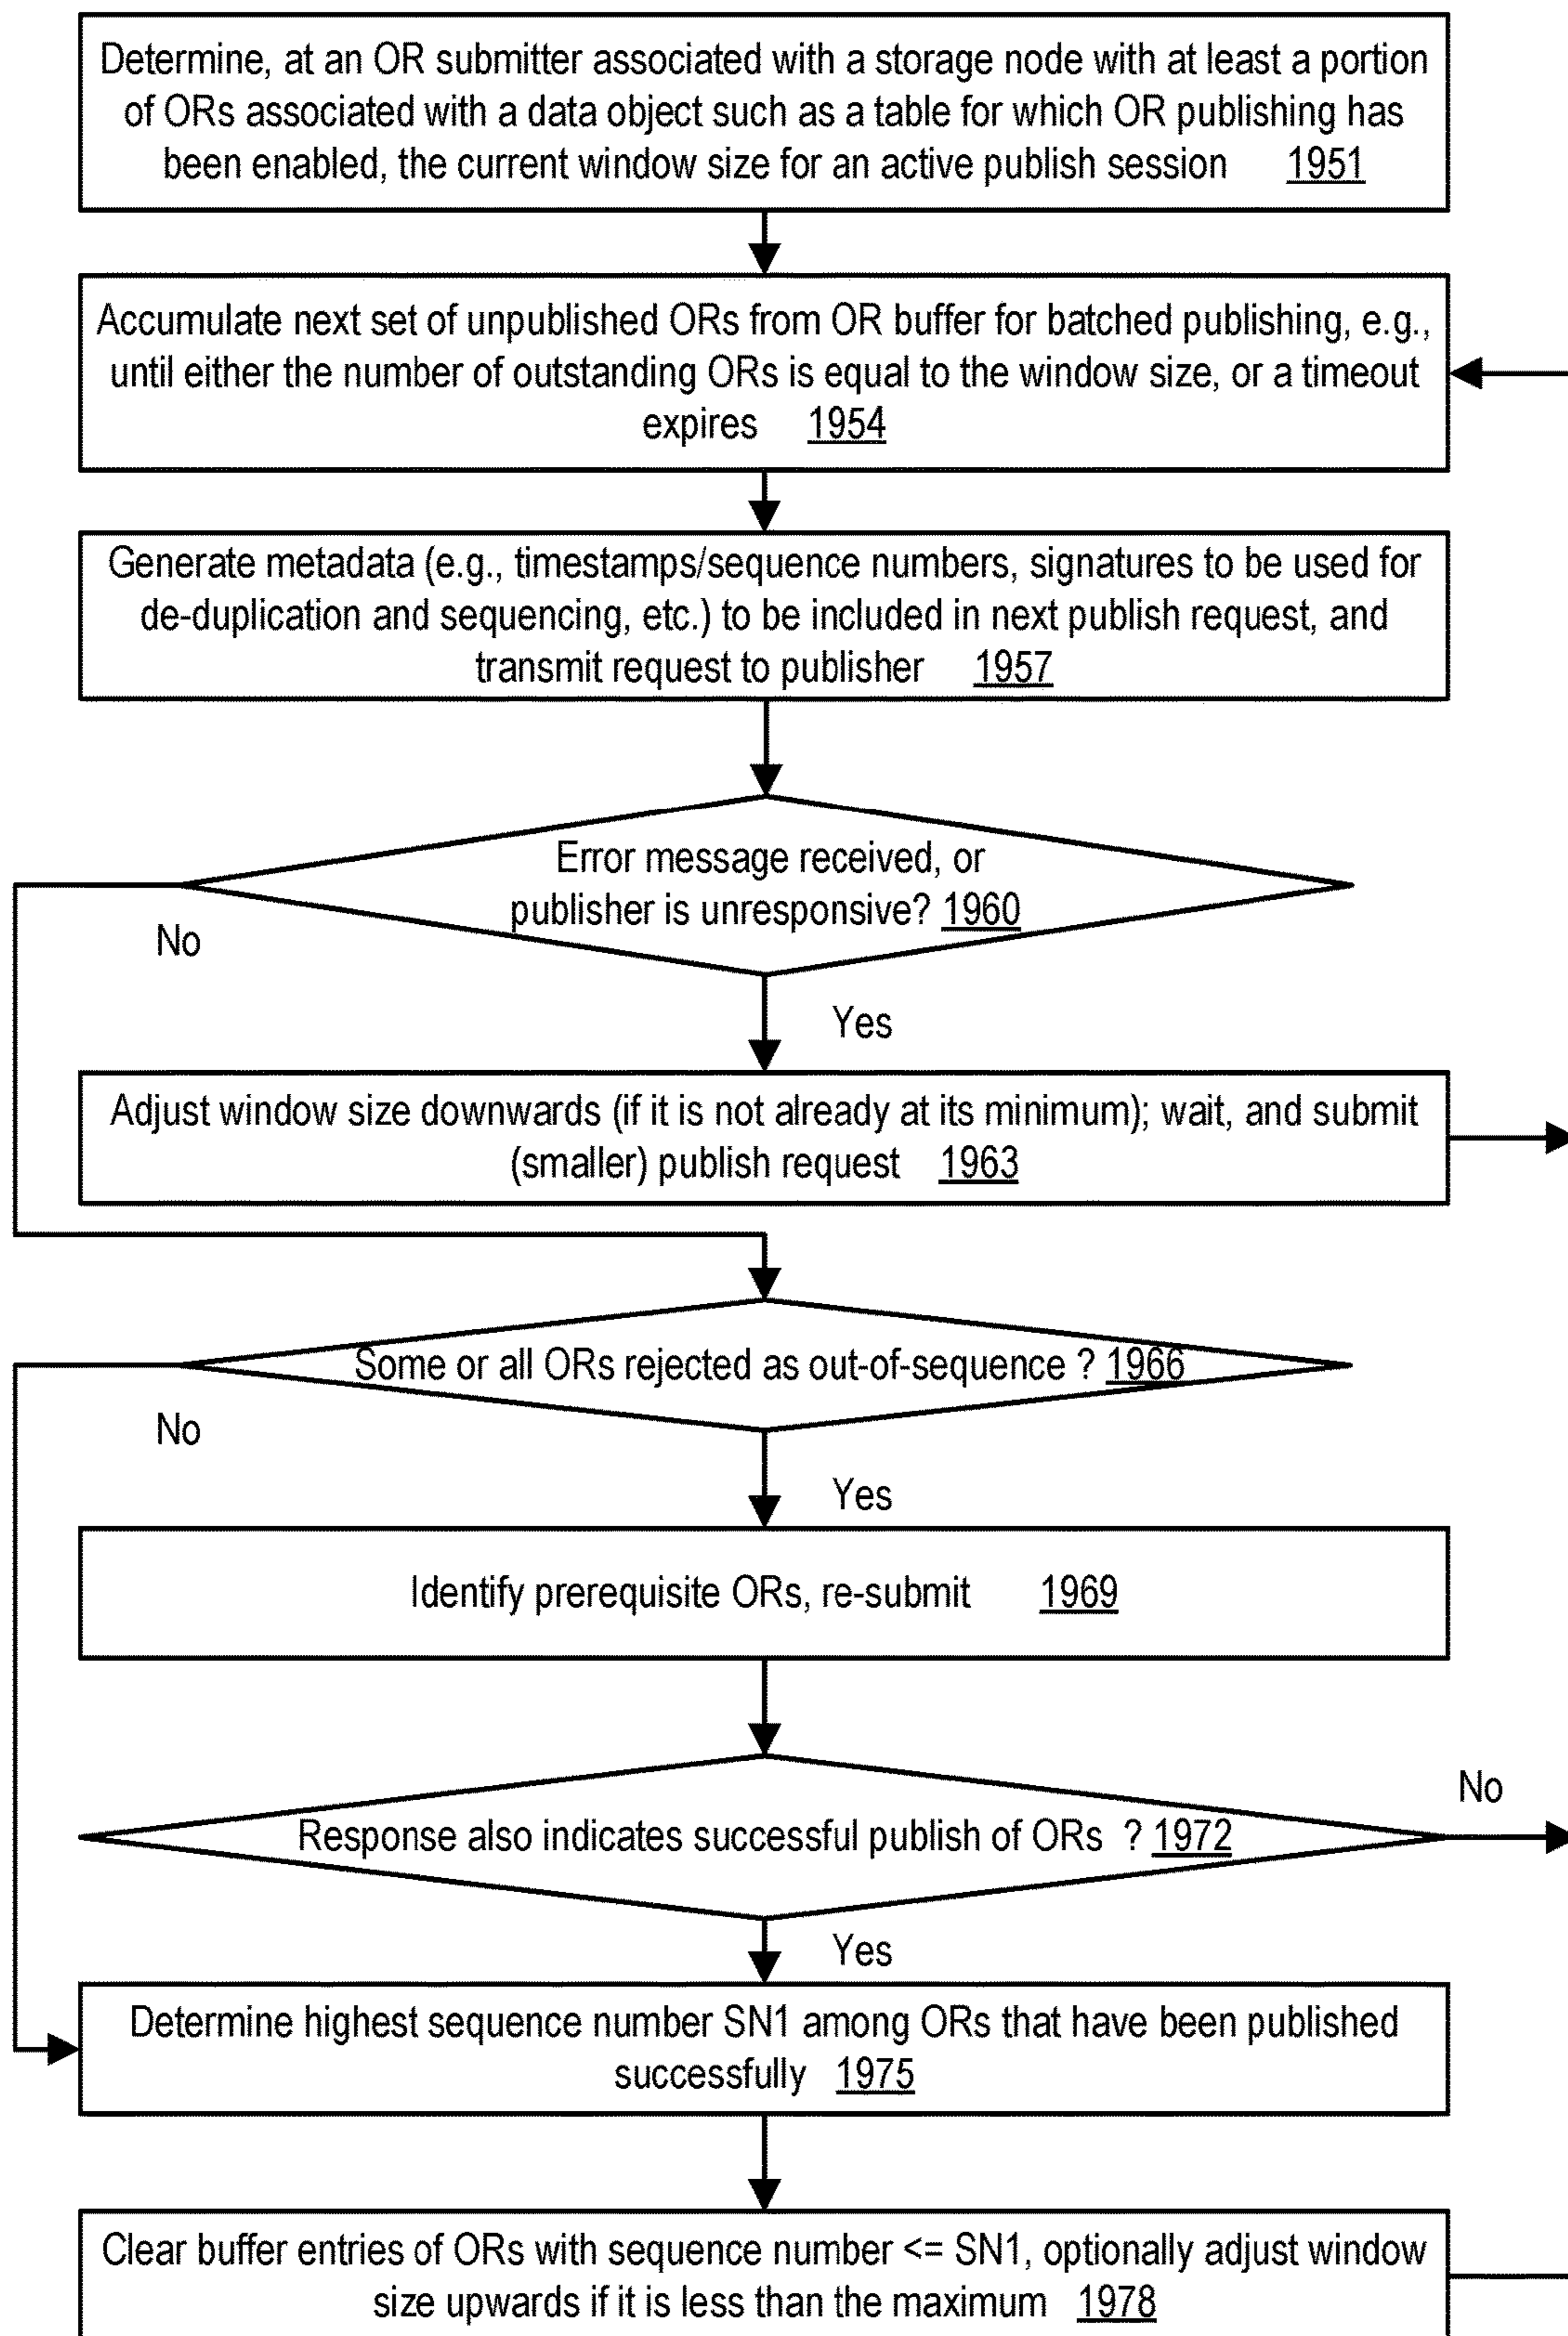 Determine, at an OR submitter associated with a storage node with at least a portion
of ORs associated with a data object such as a table for which OR publishing has
been enabled, the current window size for an active publish session 1951
Accumulate next set of unpublished ORs from OR buffer for batched publishing, e.g.,
until either the number of outstanding ORs is equal to the window size, or a timeout
expires 1954
Generate metadata (e.g., timestamps/sequence numbers, signatures to be used for
de-duplication and sequencing, etc.) to be included in next publish request, and
transmit request to publisher 1957
Error message received, or
publisher is unresponsive? 1960
No
Yes
Adjust window size downwards (if it is not already at its minimum); wait, and submit
(smaller) publish request 1963
Some or all ORs rejected as out-of-sequence ? 1966
No
Yes
Identify prerequisite ORs, re-submit 1969
No
Response also indicates successful publish of ORs ? 1972
Yes
Determine highest sequence number SN1 among ORs that have been published
successfully 1975
Clear buffer entries of ORs with sequence number <= SN1, optionally adjust window
size upwards if it is less than the maximum 1978